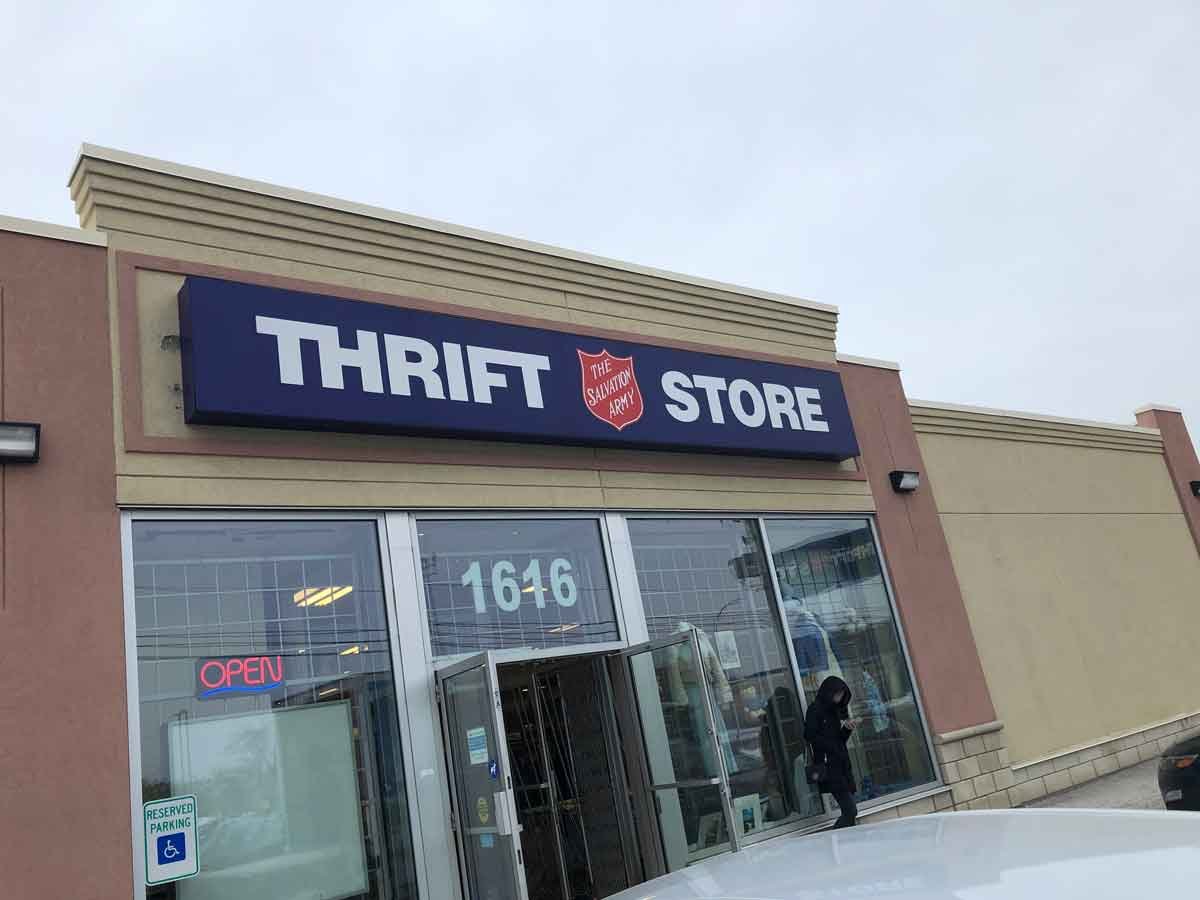 THRIFT STORE
THE
SALVATION
ARMY
1616
OPEN
RESERVED
PARKING